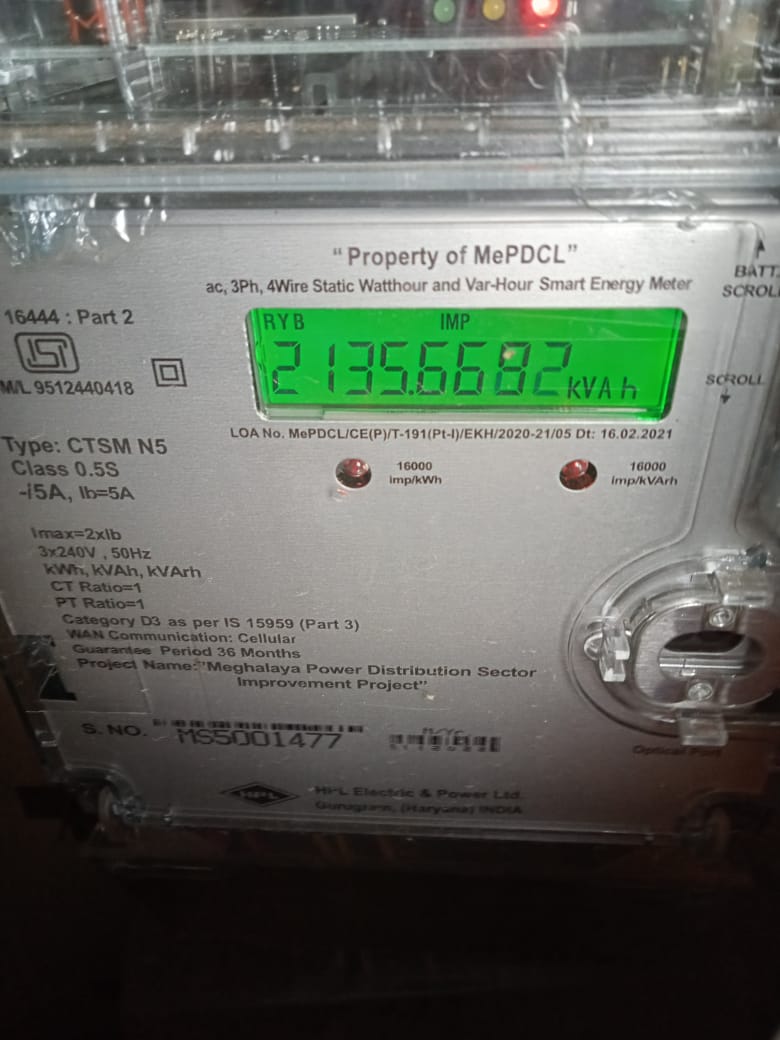 "Property of MePDCL"
ac, 3Ph, 4Wire Static Watthour and Var-Hour Smart Energy Meter
BATT.
SCROLL
16444 : Part 2
ISI
M/L 9512440418
RYB IMP
2135.6682 kVAh
SCROLL
LOA No. MePDCL/CE(P)/T-191(Pt-I)/EKH/2020-21/05 Dt: 16.02.2021
Type: CTSM N5
Class 0.5S
-/5A, Ib=5A
16000
imp/kWh
16000
imp/kVArh
Imax=2xIb
3x240V , 50Hz
kWh, kVAh, kVArh
CT Ratio=1
PT Ratio=1
Category D3 as per IS 15959 (Part 3)
WAN Communication: Cellular
Guarantee Period 36 Months
Project Name:"Meghalaya Power Distribution Sector
Improvement Project"
S. NO. MS5001477
Optical Port
HPL
HPL Electric & Power Ltd.
Gurugram, (Haryana) INDIA